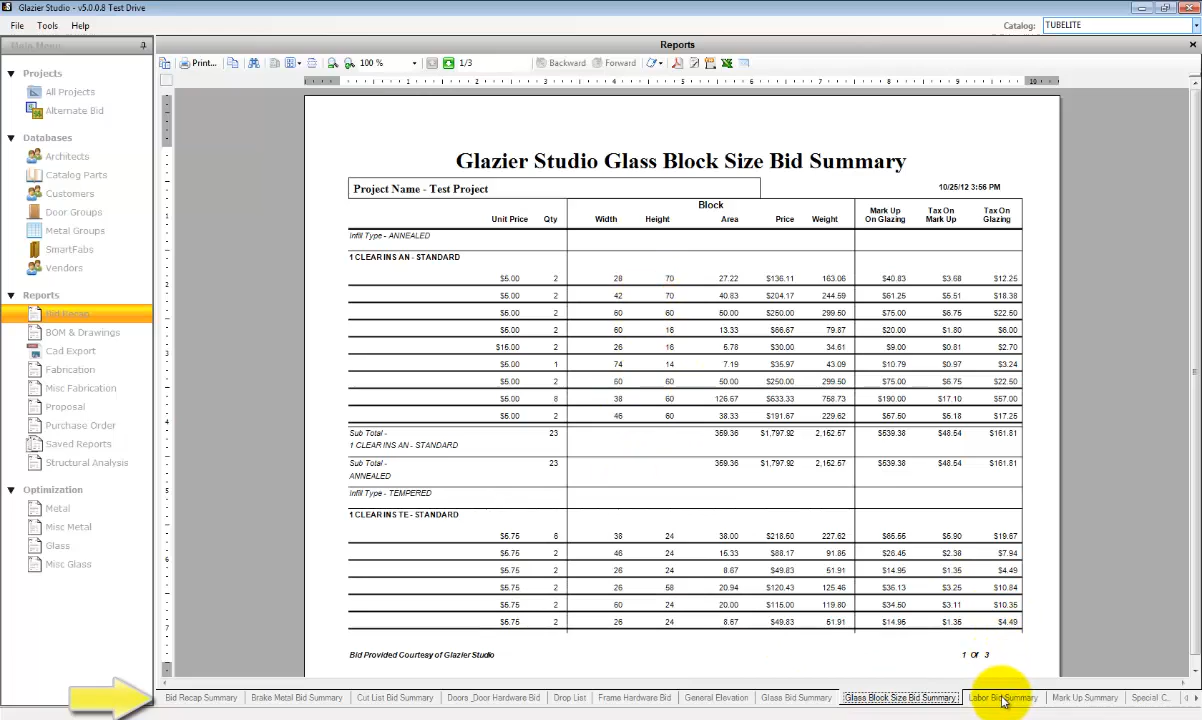 Glazier Studio - v5.0.0.8 Test Drive
File Tools Help
Catalog: TUBELITE
Main Menu
Reports
Projects
All Projects
Alternate Bid
Databases
Architects
Catalog Parts
Customers
Door Groups
Metal Groups
SmartFabs
Vendors
Reports
Bid Recap
BOM & Drawings
Cad Export
Fabrication
Misc Fabrication
Proposal
Purchase Order
Saved Reports
Structural Analysis
Optimization
Metal
Misc Metal
Glass
Misc Glass
Print... 100 % 1/3 Backward Forward
Glazier Studio Glass Block Size Bid Summary
Project Name - Test Project
10/25/12 3:56 PM
Block
Unit Price Qty Width Height Area Price Weight Mark Up On Glazing Tax On Mark Up Tax On Glazing
Infill Type - ANNEALED
1 CLEAR INS AN - STANDARD
$5.00 2 28 70 27.22 $136.11 163.06 $40.83 $3.68 $12.25
$5.00 2 42 70 40.83 $204.17 244.59 $61.25 $5.51 $18.38
$5.00 2 60 60 50.00 $250.00 299.50 $75.00 $6.75 $22.50
$5.00 2 60 16 13.33 $66.67 79.87 $20.00 $1.80 $6.00
2 26 16 5.78 $30.00 34.61 $9.00 $0.81 $2.70
$5.00 1 74 14 7.19 $35.97 43.09 $10.79 $0.97 $3.24
$5.00 2 60 60 50.00 $250.00 299.50 $75.00 $6.75 $22.50
$5.00 8 38 60 126.67 $633.33 758.73 $190.00 $17.10 $57.00
$5.00 2 46 60 38.33 $191.67 229.62 $57.50 $5.18 $17.25
Sub Total - 23 359.36 $1,797.92 2,152.57 $539.38 $48.54 $161.81
1 CLEAR INS AN - STANDARD
Sub Total - 23 359.36 $1,797.92 2,152.57 $539.38 $48.54 $161.81
ANNEALED
Infill Type - TEMPERED
1 CLEAR INS TE - STANDARD
$5.75 6 38 24 38.00 $218.50 227.62 $65.55 $5.90 $19.67
$5.75 2 46 24 15.33 $88.17 91.85 $26.45 $2.38 $7.94
$5.75 2 26 24 8.67 $49.83 51.91 $14.95 $1.35 $4.49
$5.75 2 26 58 20.94 $120.43 125.46 $36.13 $3.25 $10.84
$5.75 2 60 24 20.00 $115.00 119.80 $34.50 $3.11 $10.35
$5.75 2 26 24 8.67 $49.83 51.91 $14.95 $1.35 $4.49
Bid Provided Courtesy of Glazier Studio
1 Of 3
Bid Recap Summary Brake Metal Bid Summary Cut List Bid Summary Doors _Door Hardware Bid Drop List Frame Hardware Bid General Elevation Glass Bid Summary Glass Block Size Bid Summary Labor Bid Summary Mark Up Summary Special C...